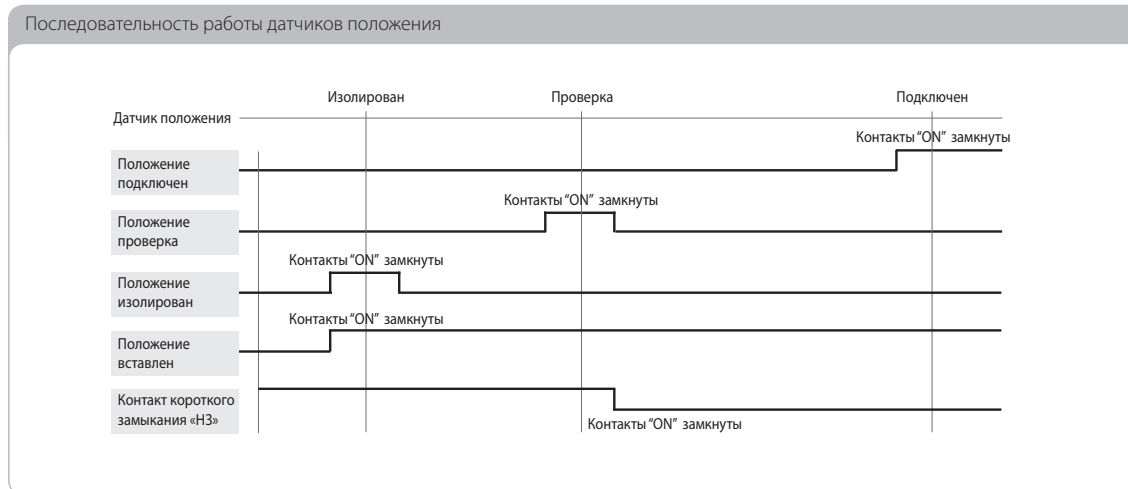 Последовательность работы датчиков положения
Изолирован
Проверка
Подключен
Датчик положения
Контакты “ON” замкнуты
Положение
подключен
Контакты “ON” замкнуты
Положение
проверка
Контакты “ON” замкнуты
Положение
изолирован
Контакты “ON” замкнуты
Положение
вставлен
Контакт короткого
замыкания «НЗ»
Контакты “ON” замкнуты